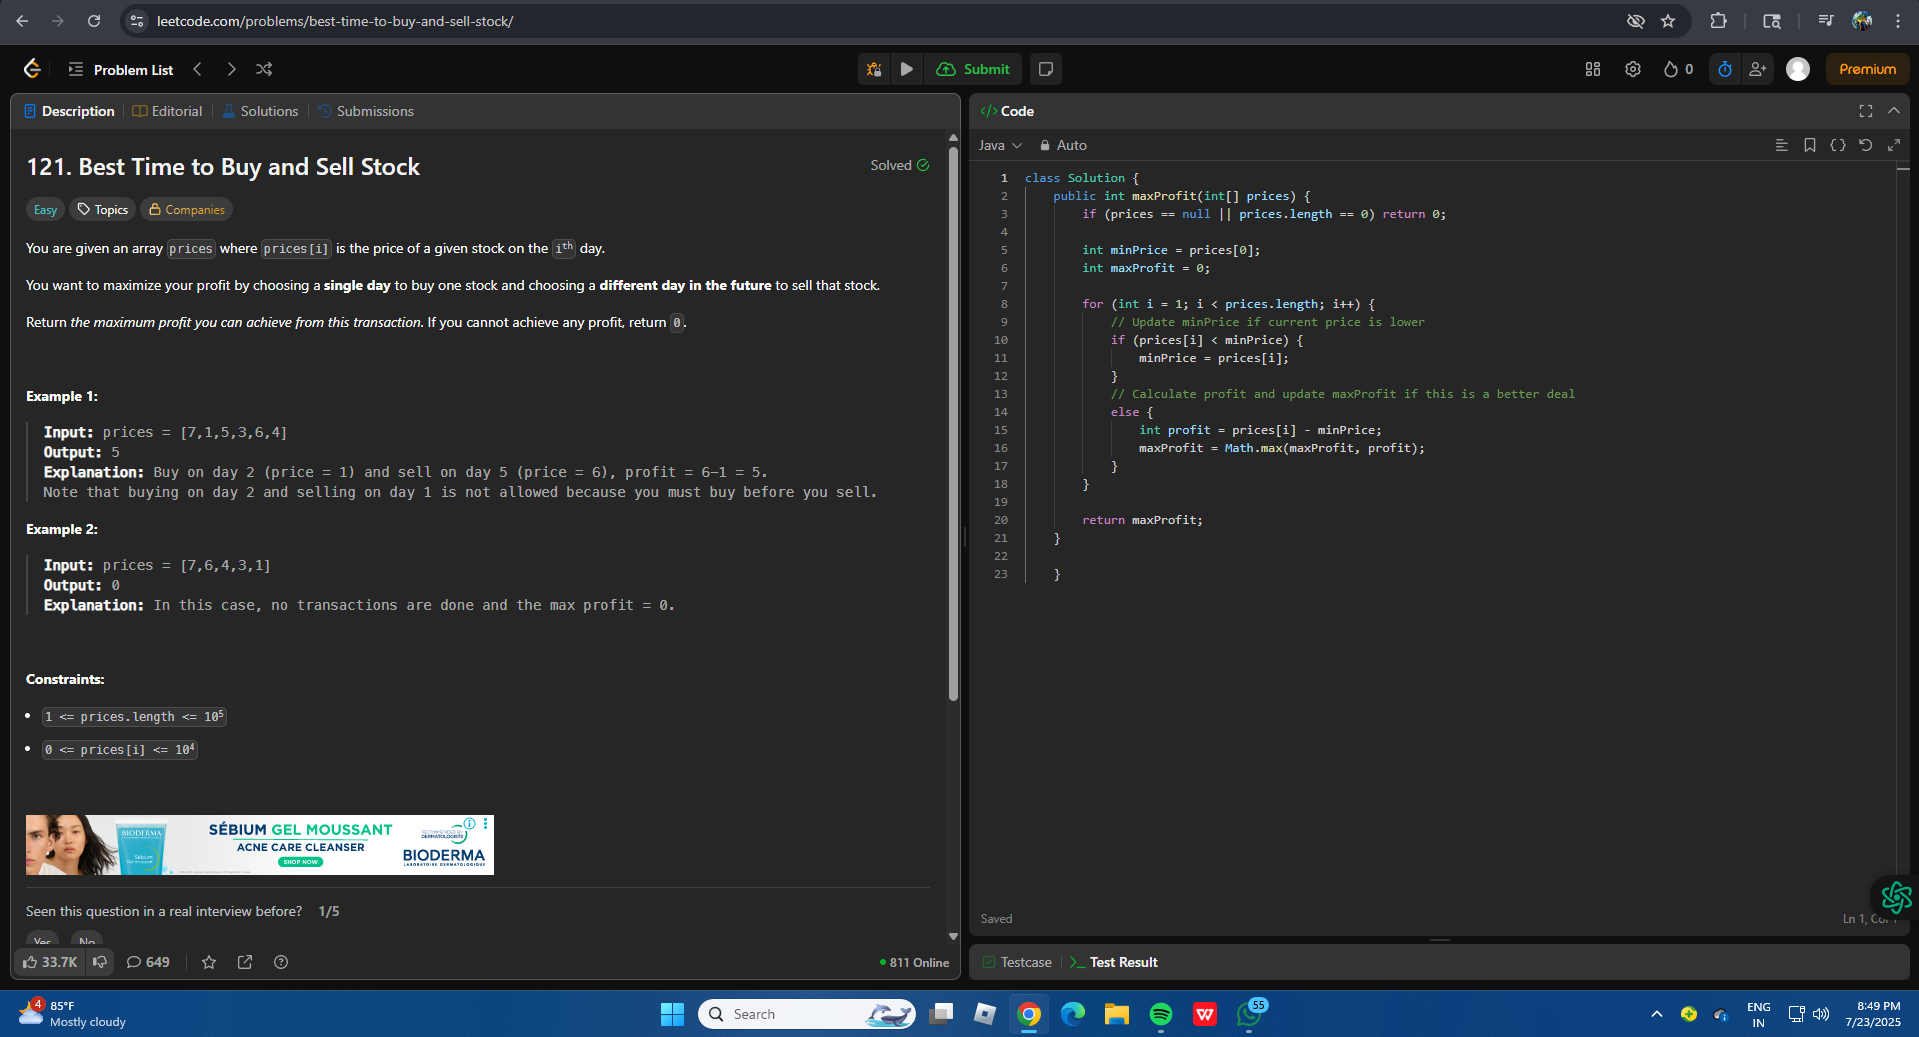 leetcode.com/problems/best-time-to-buy-and-sell-stock/
Problem List
Submit
0
Premium
Description
Editorial
Solutions
Submissions
121. Best Time to Buy and Sell Stock
Solved
Easy
Topics
Companies
You are given an array prices where prices[i] is the price of a given stock on the ith day.
You want to maximize your profit by choosing a single day to buy one stock and choosing a different day in the future to sell that stock.
Return the maximum profit you can achieve from this transaction. If you cannot achieve any profit, return 0.
Example 1:
Input: prices = [7,1,5,3,6,4]
Output: 5
Explanation: Buy on day 2 (price = 1) and sell on day 5 (price = 6), profit = 6-1 = 5.
Note that buying on day 2 and selling on day 1 is not allowed because you must buy before you sell.
Example 2:
Input: prices = [7,6,4,3,1]
Output: 0
Explanation: In this case, no transactions are done and the max profit = 0.
Constraints:
1 <= prices.length <= 10⁵
0 <= prices[i] <= 10⁴
BIODERMA
Sébium
SÉBIUM GEL MOUSSANT
ACNE CARE CLEANSER
SHOP NOW
RECOMMENDED BY
DERMATOLOGISTS
BIODERMA
LABORATOIRE DERMATOLOGIQUE
Seen this question in a real interview before? 1/5
Yes
No
33.7K
649
811 Online
</> Code
Java
Auto
1 class Solution {
2 public int maxProfit(int[] prices) {
3 if (prices == null || prices.length == 0) return 0;
4
5 int minPrice = prices[0];
6 int maxProfit = 0;
7
8 for (int i = 1; i < prices.length; i++) {
9 // Update minPrice if current price is lower
10 if (prices[i] < minPrice) {
11 minPrice = prices[i];
12 }
13 // Calculate profit and update maxProfit if this is a better deal
14 else {
15 int profit = prices[i] - minPrice;
16 maxProfit = Math.max(maxProfit, profit);
17 }
18 }
19
20 return maxProfit;
21 }
22
23 }
Saved
Ln 1,
Testcase
>_ Test Result
4
85°F
Mostly cloudy
Search
W
55
ENG
IN
8:49 PM
7/23/2025